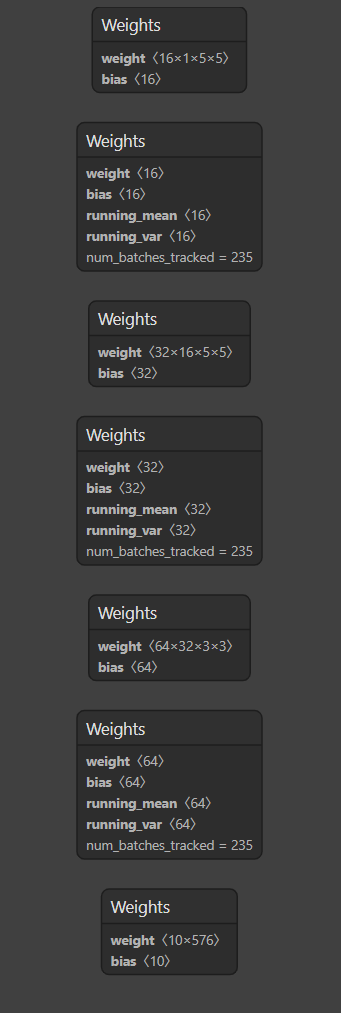 Weights
weight〈16×1×5×5〉
bias〈16〉
Weights
weight〈16〉
bias〈16〉
running_mean〈16〉
running_var〈16〉
num_batches_tracked = 235
Weights
weight〈32×16×5×5〉
bias〈32〉
Weights
weight〈32〉
bias〈32〉
running_mean〈32〉
running_var〈32〉
num_batches_tracked = 235
Weights
weight〈64×32×3×3〉
bias〈64〉
Weights
weight〈64〉
bias〈64〉
running_mean〈64〉
running_var〈64〉
num_batches_tracked = 235
Weights
weight〈10×576〉
bias〈10〉